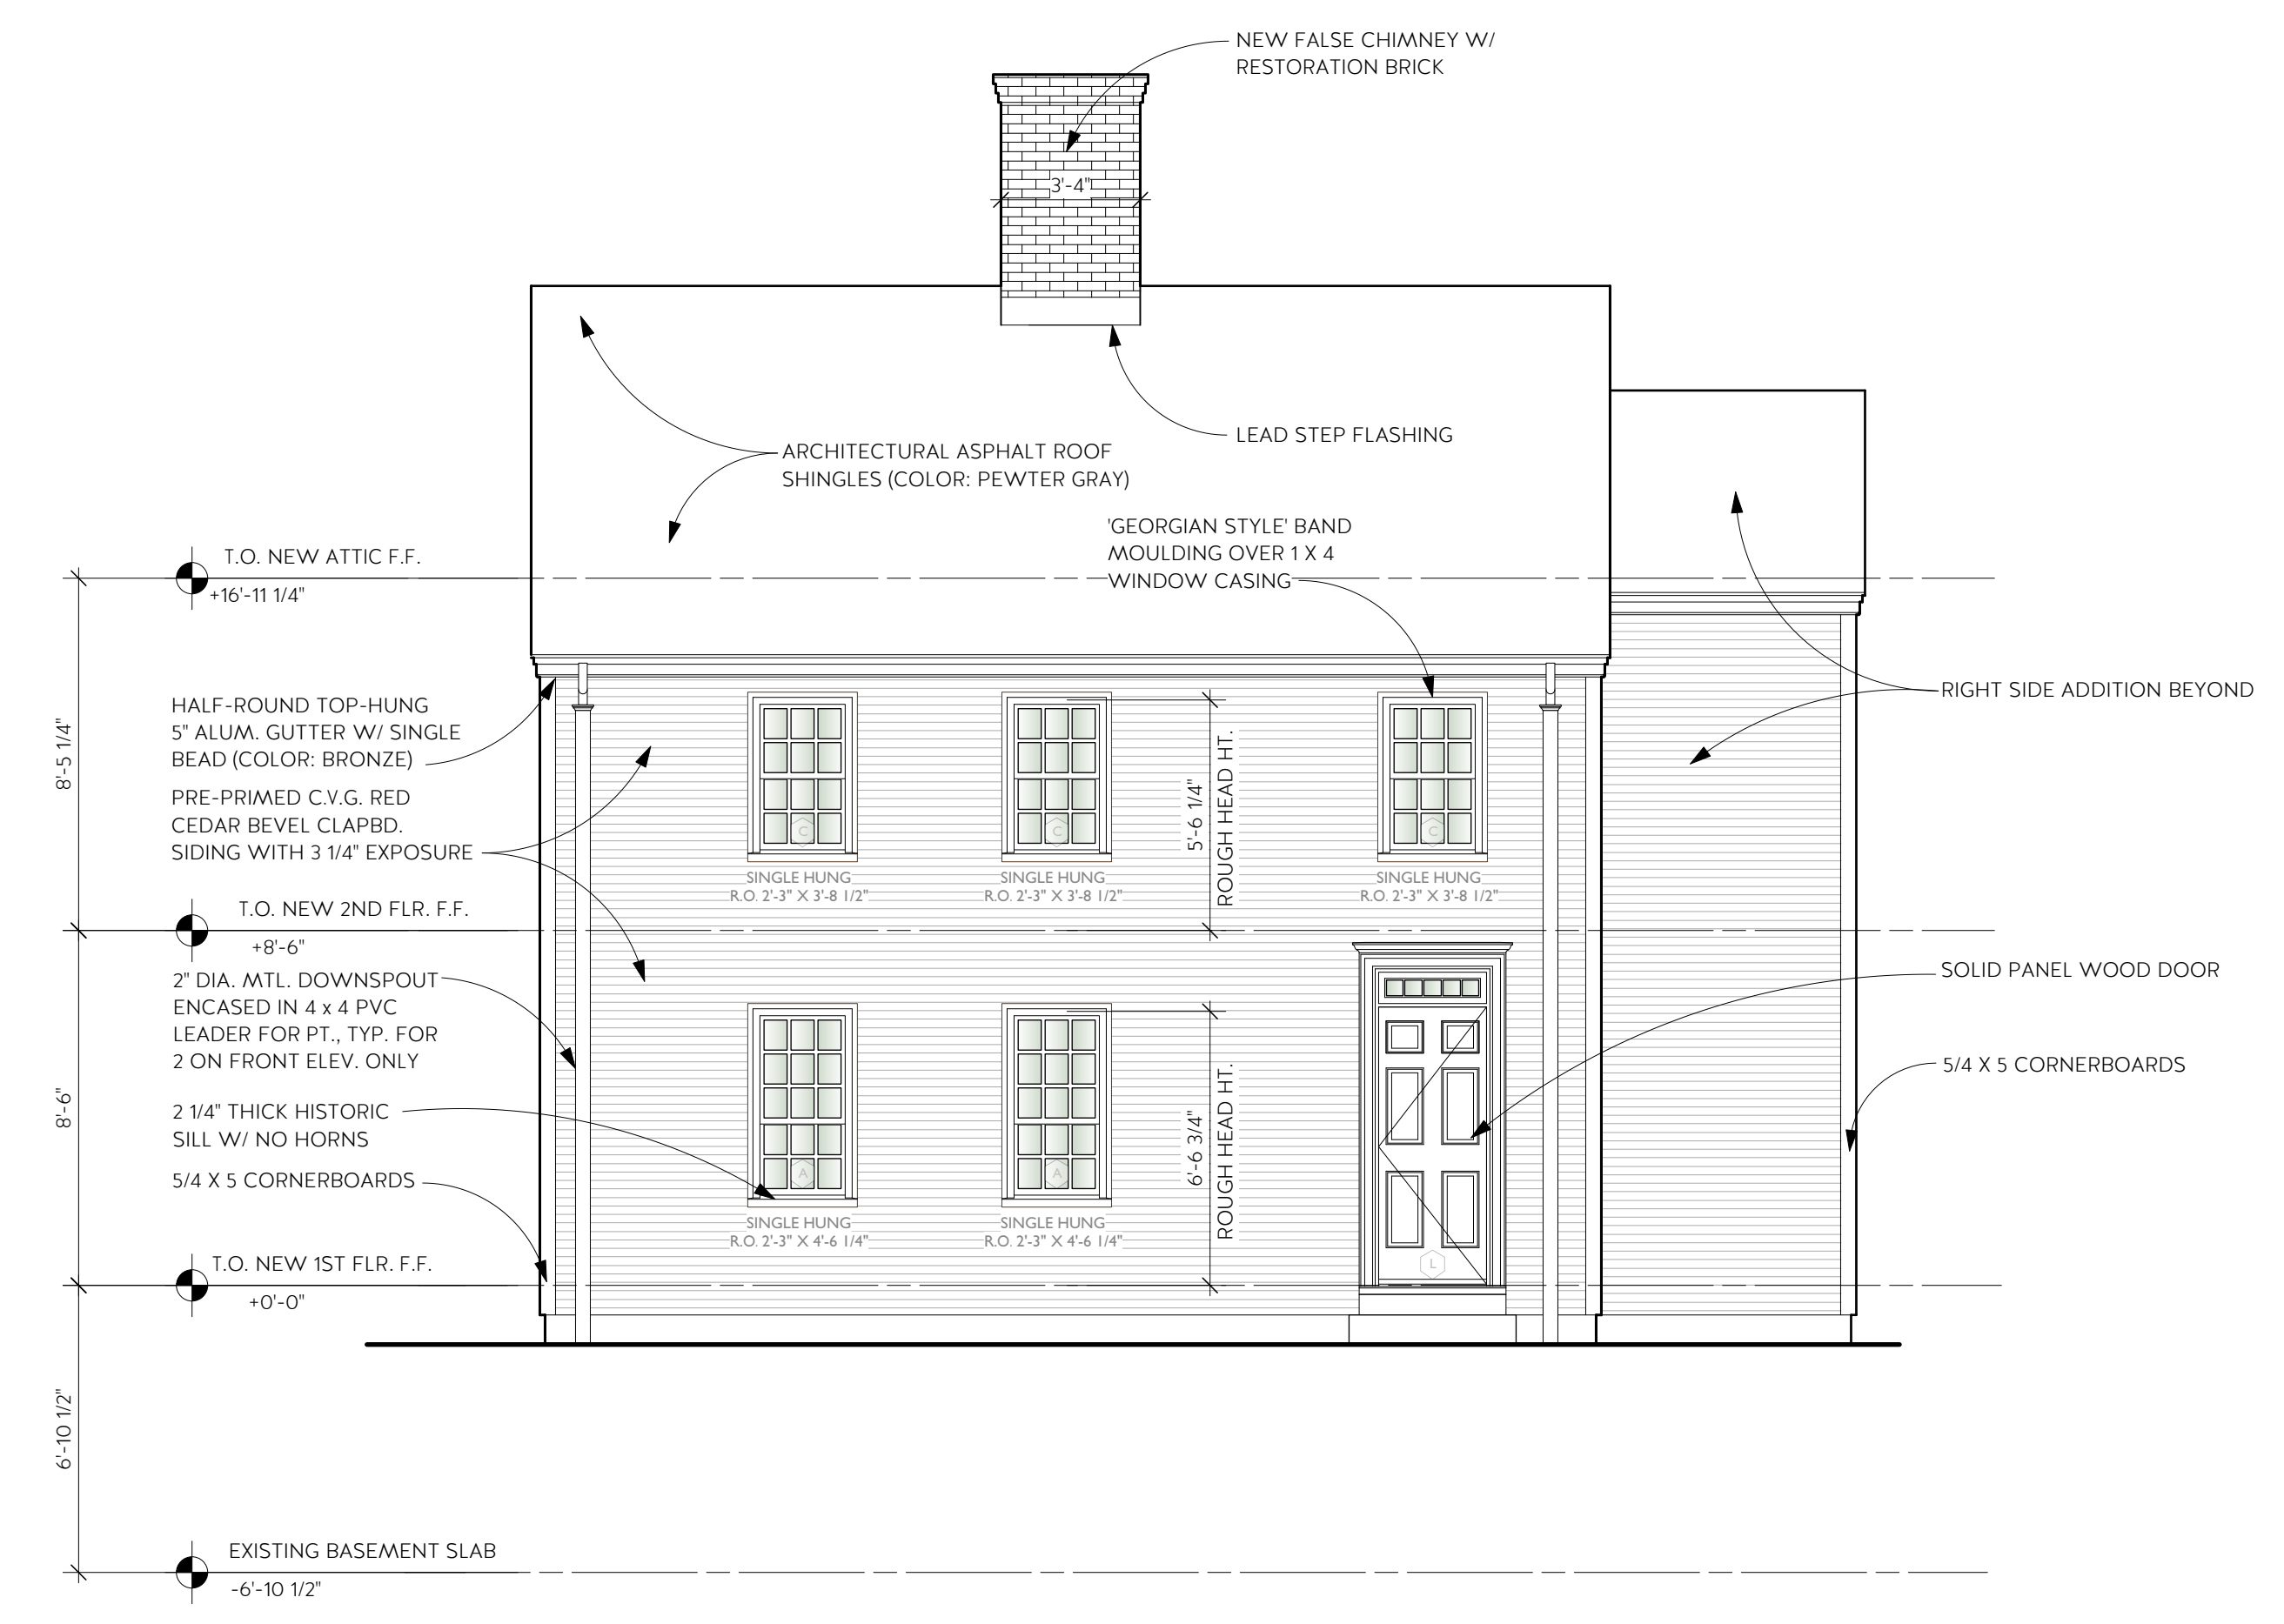 NEW FALSE CHIMNEY W/
RESTORATION BRICK
3'-4"
LEAD STEP FLASHING
ARCHITECTURAL ASPHALT ROOF
SHINGLES (COLOR: PEWTER GRAY)
'GEORGIAN STYLE' BAND
MOULDING OVER 1 X 4
WINDOW CASING
T.O. NEW ATTIC F.F.
+16'-11 1/4"
HALF-ROUND TOP-HUNG
5" ALUM. GUTTER W/ SINGLE
BEAD (COLOR: BRONZE)
8'-5 1/4"
PRE-PRIMED C.V.G. RED
CEDAR BEVEL CLAPBD.
SIDING WITH 3 1/4" EXPOSURE
RIGHT SIDE ADDITION BEYOND
5'-6 1/4"
ROUGH HEAD HT.
C
C
C
SINGLE HUNG
R.O. 2'-3" X 3'-8 1/2"
SINGLE HUNG
R.O. 2'-3" X 3'-8 1/2"
SINGLE HUNG
R.O. 2'-3" X 3'-8 1/2"
T.O. NEW 2ND FLR. F.F.
+8'-6"
2" DIA. MTL. DOWNSPOUT
ENCASED IN 4 x 4 PVC
LEADER FOR PT., TYP. FOR
2 ON FRONT ELEV. ONLY
SOLID PANEL WOOD DOOR
5/4 X 5 CORNERBOARDS
8'-6"
2 1/4" THICK HISTORIC
SILL W/ NO HORNS
5/4 X 5 CORNERBOARDS
6'-6 3/4"
ROUGH HEAD HT.
A
A
SINGLE HUNG
R.O. 2'-3" X 4'-6 1/4"
SINGLE HUNG
R.O. 2'-3" X 4'-6 1/4"
L
T.O. NEW 1ST FLR. F.F.
+0'-0"
6'-10 1/2"
EXISTING BASEMENT SLAB
-6'-10 1/2"